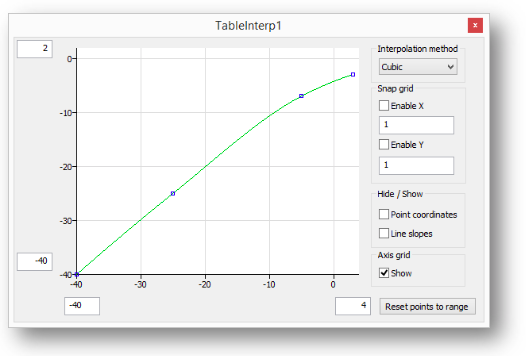 TableInterp1
x
2
0
-10
-20
-30
-40
-40
-40
-30
-20
-10
0
-40
4
Interpolation method
Cubic
Snap grid
Enable X
1
Enable Y
1
Hide / Show
Point coordinates
Line slopes
Axis grid
Show
Reset points to range